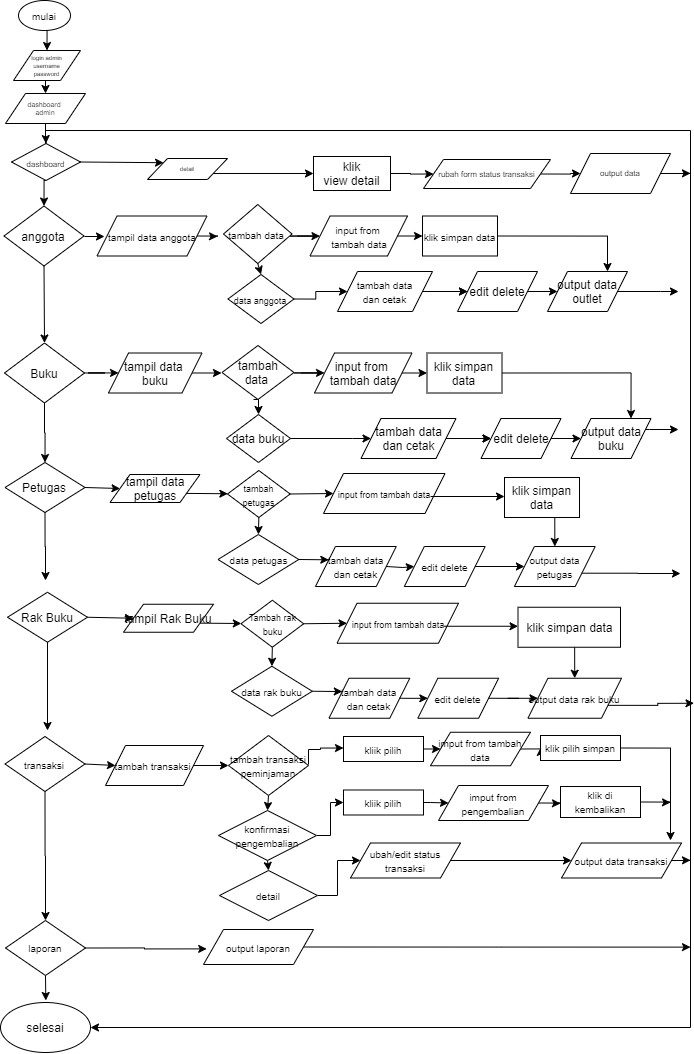 mulai
login admin
username
password
dashboard
admin
dashboard
detail
klik
view detail
rubah form status transaksi
output data
anggota
tampil data anggota
tambah data
input from
tambah data
klik simpan data
data anggota
tambah data
dan cetak
edit delete
output data
outlet
Buku
tampil data
buku
tambah
data
input from
tambah data
klik simpan
data
data buku
tambah data
dan cetak
edit delete
output data
buku
Petugas
tampil data
petugas
tambah
petugas
input from tambah data
klik simpan
data
data petugas
tambah data
dan cetak
edit delete
output data
petugas
Rak Buku
tampil Rak Buku
Tambah rak
buku
input from tambah data
klik simpan data
data rak buku
tambah data
dan cetak
edit delete
output data rak buku
transaksi
tambah transaksi
tambah transaksi
peminjaman
kliik pilih
imput from tambah
data
klik pilih simpan
konfirmasi
pengembalian
kliik pilih
imput from
pengembalian
klik di
kembalikan
detail
ubah/edit status
transaksi
output data transaksi
laporan
output laporan
selesai